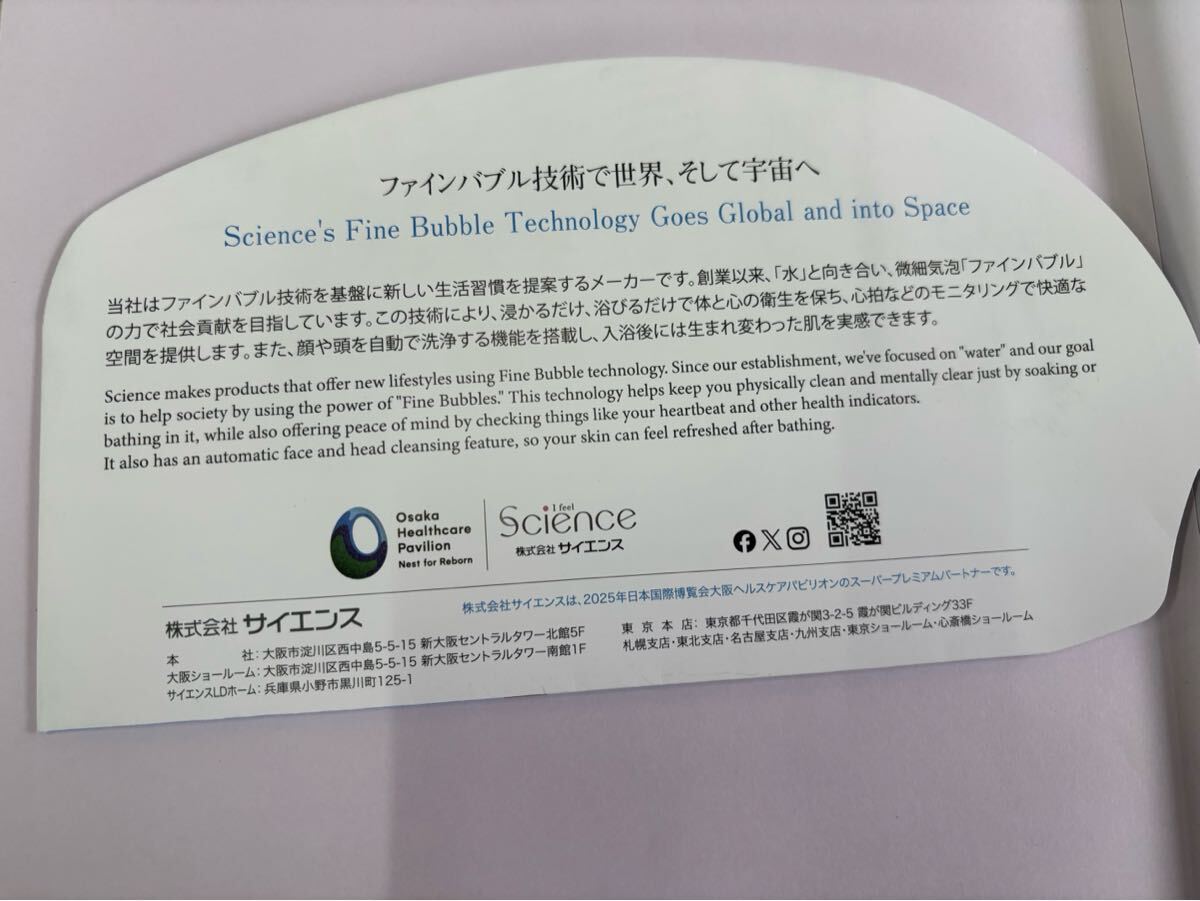 ファインバブル技術で世界、そして宇宙へ
Science's Fine Bubble Technology Goes Global and into Space
当社はファインバブル技術を基盤に新しい生活習慣を提案するメーカーです。創業以来、「水」と向き合い、微細気泡「ファインバブル」
の力で社会貢献を目指しています。この技術により、浸かるだけ、浴びるだけで体と心の衛生を保ち、心拍などのモニタリングで快適な
空間を提供します。また、顔や頭を自動で洗浄する機能を搭載し、入浴後には生まれ変わった肌を実感できます。
Science makes products that offer new lifestyles using Fine Bubble technology. Since our establishment, we've focused on "water" and our goal
is to help society by using the power of "Fine Bubbles." This technology helps keep you physically clean and mentally clear just by soaking or
bathing in it, while also offering peace of mind by checking things like your heartbeat and other health indicators.
It also has an automatic face and head cleansing feature, so your skin can feel refreshed after bathing.
Osaka
Healthcare
Pavilion
Nest for Reborn
I feel
Science
株式会社 サイエンス
株式会社サイエンスは、2025年日本国際博覧会大阪ヘルスケアパビリオンのスーパープレミアムパートナーです。
株式会社 サイエンス
本 社：大阪市淀川区西中島5-5-15 新大阪セントラルタワー北館5F
大阪ショールーム：大阪市淀川区西中島5-5-15 新大阪セントラルタワー南館1F
サイエンスLDホーム：兵庫県小野市黒川町125-1
東 京 本 店：東京都千代田区霞が関3-2-5 霞が関ビルディング33F
札幌支店・東北支店・名古屋支店・九州支店・東京ショールーム・心斎橋ショールーム